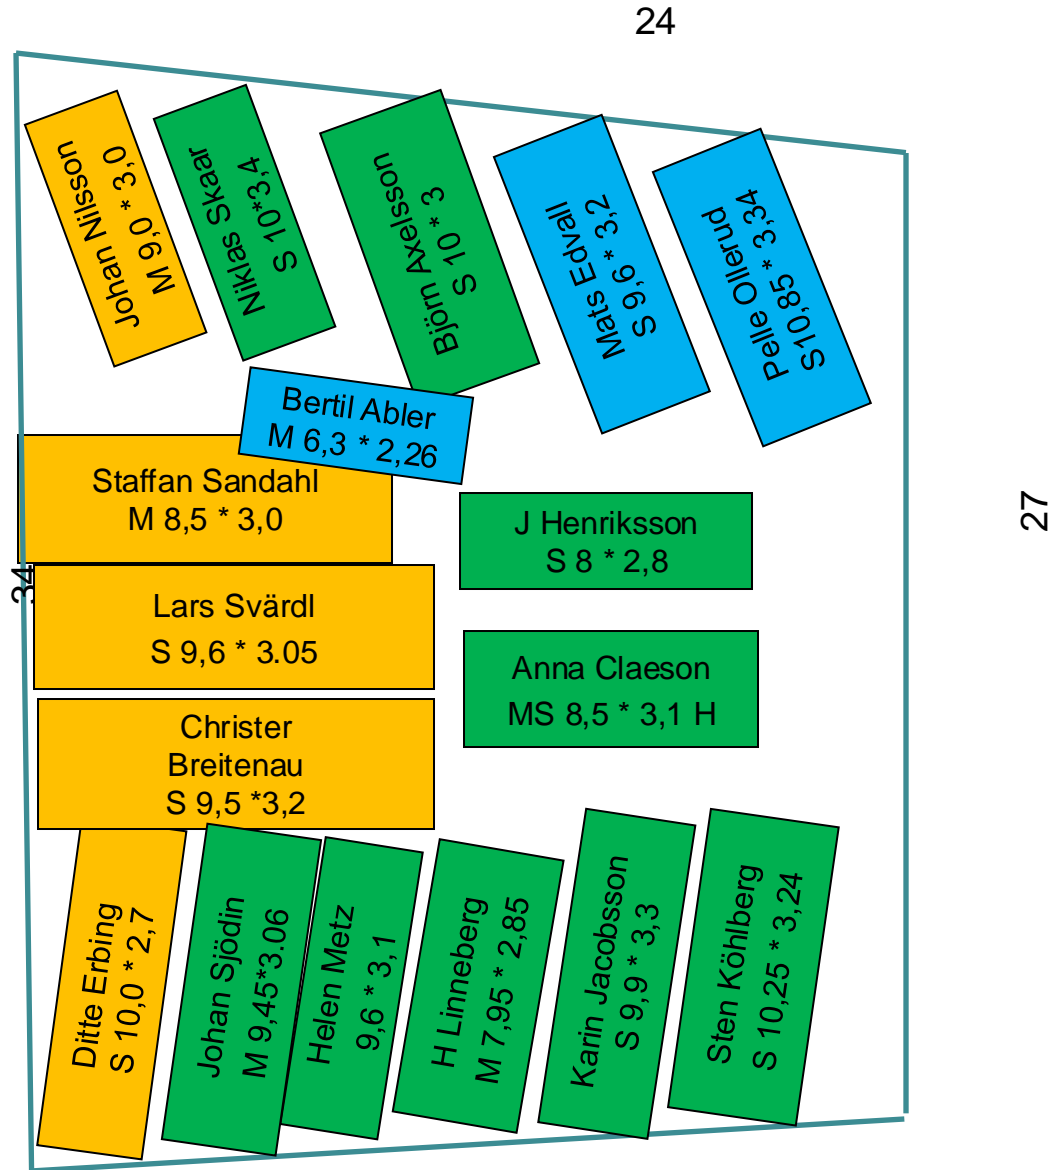 24
Johan Nilsson
M 9,0 * 3,0
Niklas Skaar
S 10*3,4
Björn Axelsson
S 10 * 3
Mats Edvall
S 9,6 * 3,2
Pelle Ollerud
S10,85 * 3,34
Bertil Abler
M 6,3 * 2,26
Staffan Sandahl
M 8,5 * 3,0
J Henriksson
S 8 * 2,8
27
34
Lars Svärdl
S 9,6 * 3.05
Anna Claeson
MS 8,5 * 3,1 H
Christer
Breitenau
S 9,5 *3,2
Ditte Erbing
S 10,0 * 2,7
Johan Sjödin
M 9,45*3.06
Helen Metz
9,6 * 3,1
H Linneberg
M 7,95 * 2,85
Karin Jacobsson
S 9,9 * 3,3
Sten Köhlberg
S 10,25 * 3,24